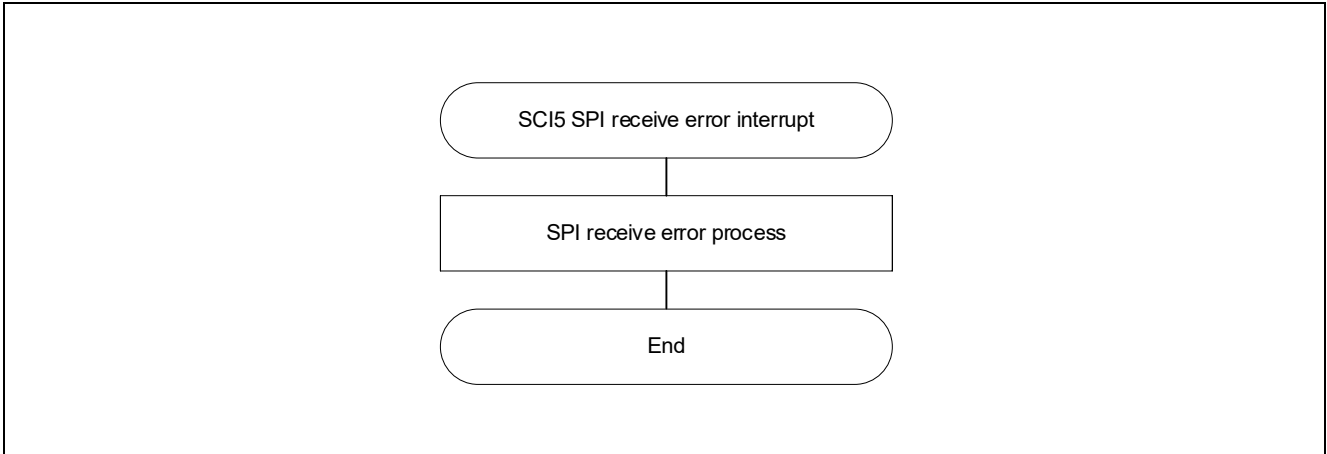 SCI5 SPI receive error interrupt
SPI receive error process
End